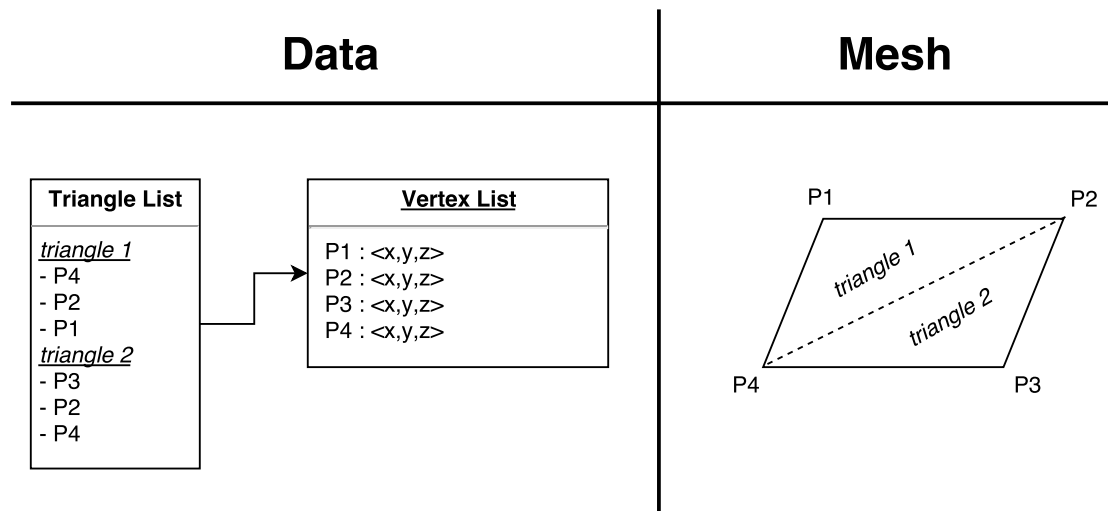 Data
Mesh
Triangle List
triangle 1
- P4
- P2
- P1
triangle 2
- P3
- P2
- P4
Vertex List
P1 : <x,y,z>
P2 : <x,y,z>
P3 : <x,y,z>
P4 : <x,y,z>
P1
P2
triangle 1
triangle 2
P4
P3